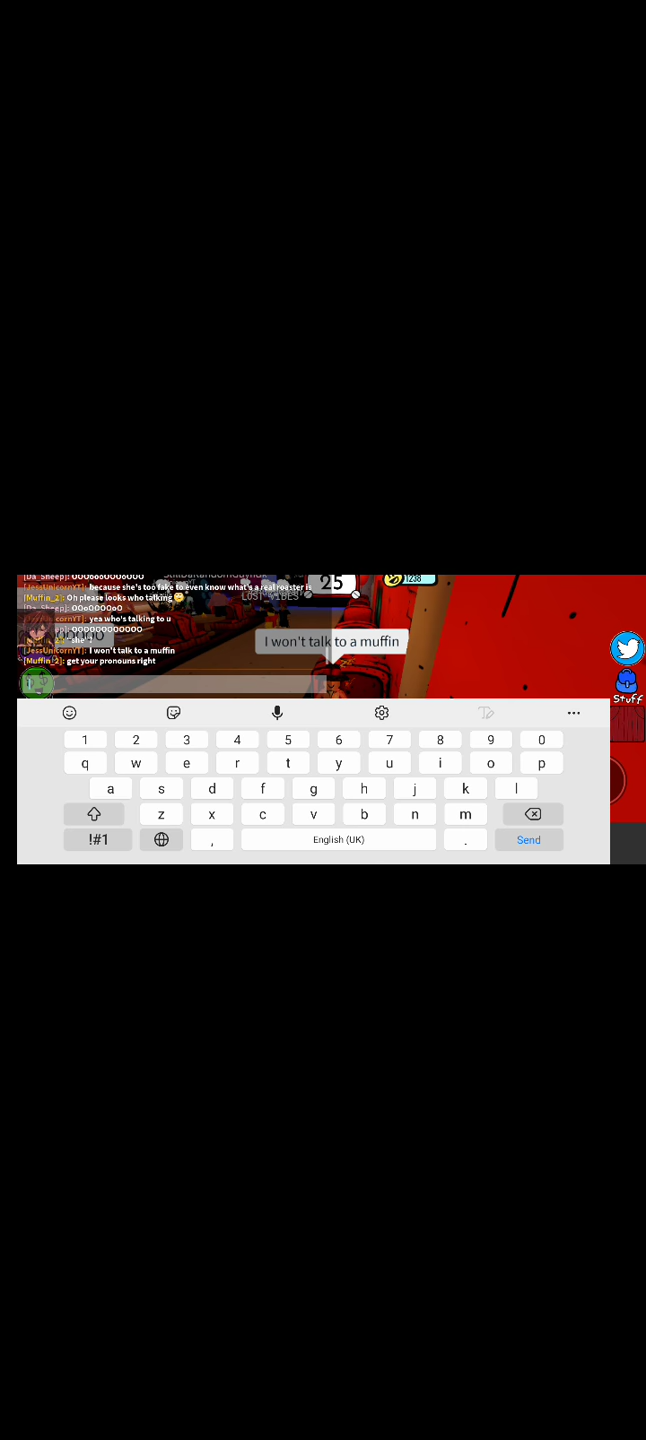 [Da_Sheep]: OOOooOOOOoOOO
25
1238
[JessUnicornYT]: because she's too fake to even know what's a real roaster is
[Muffin_2]: Oh please looks who talking
LOST_VIBES
[Da_Sheep]: OOoOOOOoO
yea who's talking to u
OOOOOOOOOOOOO
"she"
[JessUnicornYT]: I won't talk to a muffin
[Muffin_2]: get your pronouns right
I won't talk to a muffin
Stuff
1 2 3 4 5 6 7 8 9 0
q w e r t y u i o p
a s d f g h j k l
z x c v b n m
!#1 , English (UK) . Send